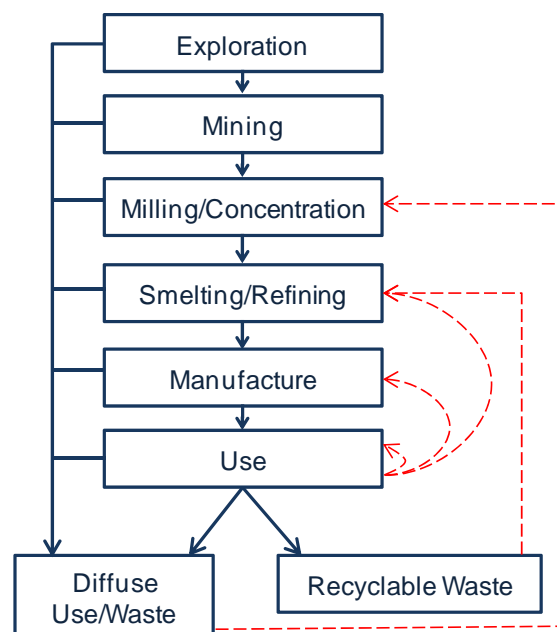 Exploration
Mining
Milling/Concentration
Smelting/Refining
Manufacture
Use
Diffuse
Use/Waste
Recyclable Waste